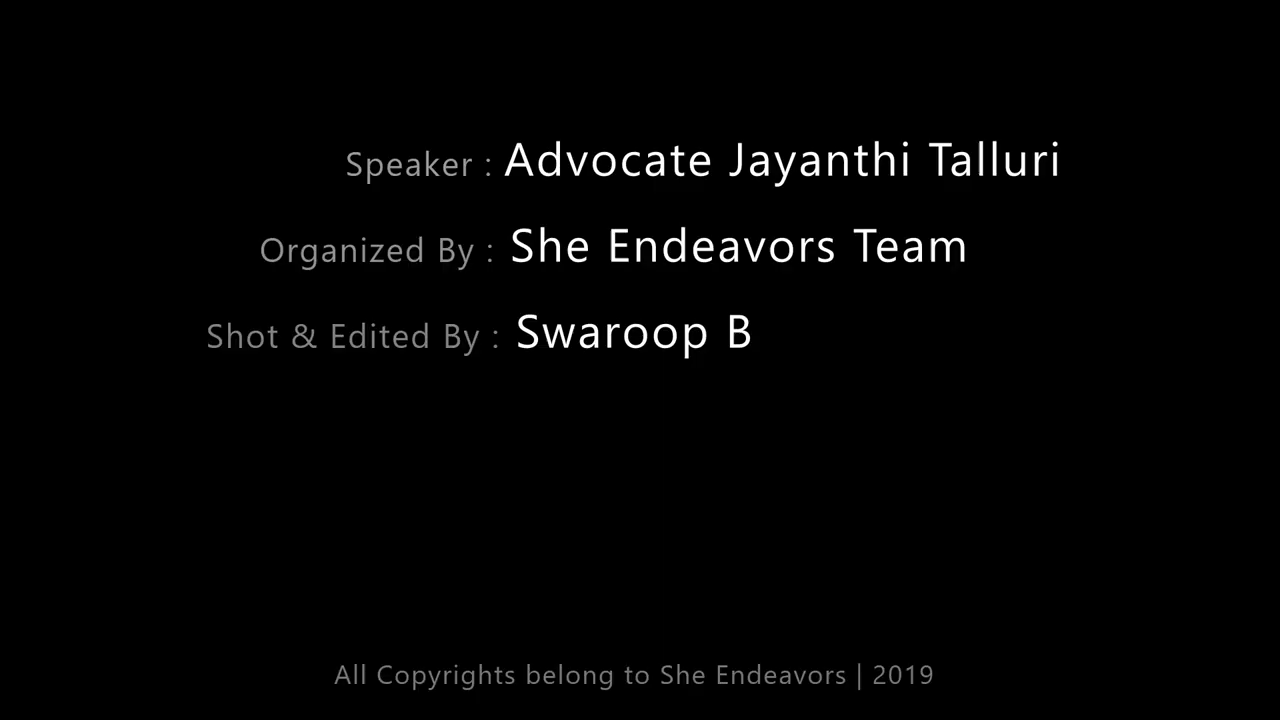 Speaker : Advocate Jayanthi Talluri
Organized By : She Endeavors Team
Shot & Edited By : Swaroop B
All Copyrights belong to She Endeavors | 2019